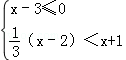 x-3≤0
1/3 (x-2) <x+1